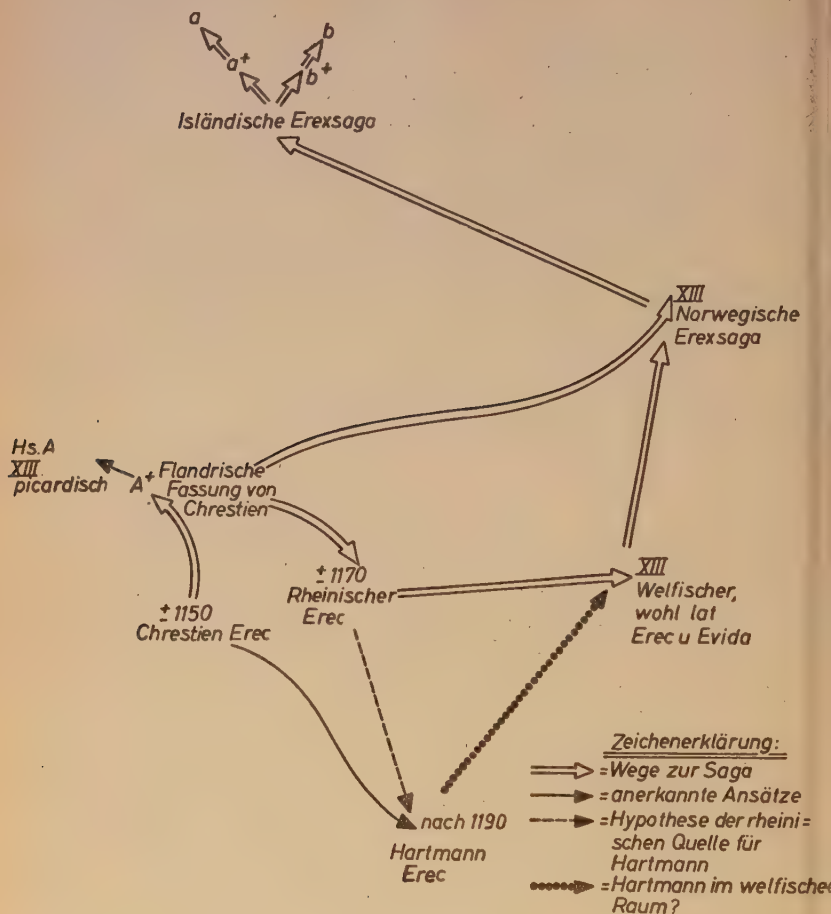 a
b
a+
b+
Isländische Erexsaga
XIII
Norwegische
Erexsaga
Hs. A
XIII
picardisch
A+ Flandrische
Fassung von
Chrestien
± 1170
Rheinischer
Erec
± 1150
Chrestien Erec
XIII
Welfischer,
wohl lat
Erec u Evida
nach 1190
Hartmann
Erec
Zeichenerklärung:
=Wege zur Saga
=anerkannte Ansätze
=Hypothese der rheini=
schen Quelle für
Hartmann
=Hartmann im welfischen
Raum?